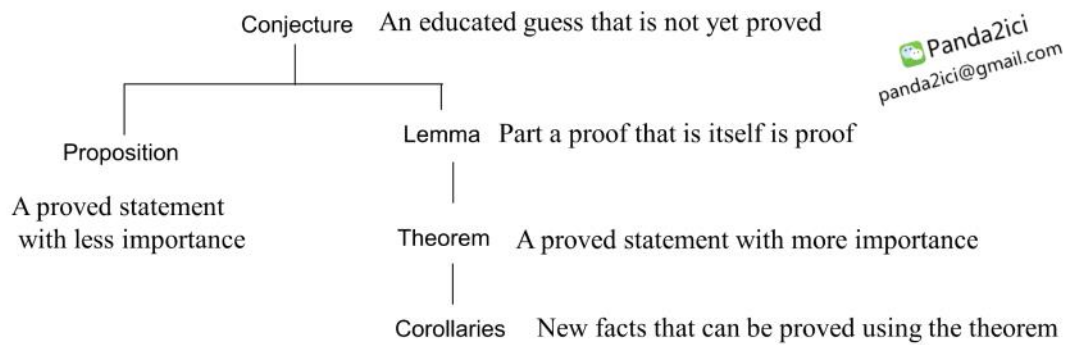 Conjecture An educated guess that is not yet proved
Panda2ici
panda2ici@gmail.com
Lemma Part a proof that is itself is proof
Proposition
A proved statement
with less importance
Theorem A proved statement with more importance
Corollaries New facts that can be proved using the theorem